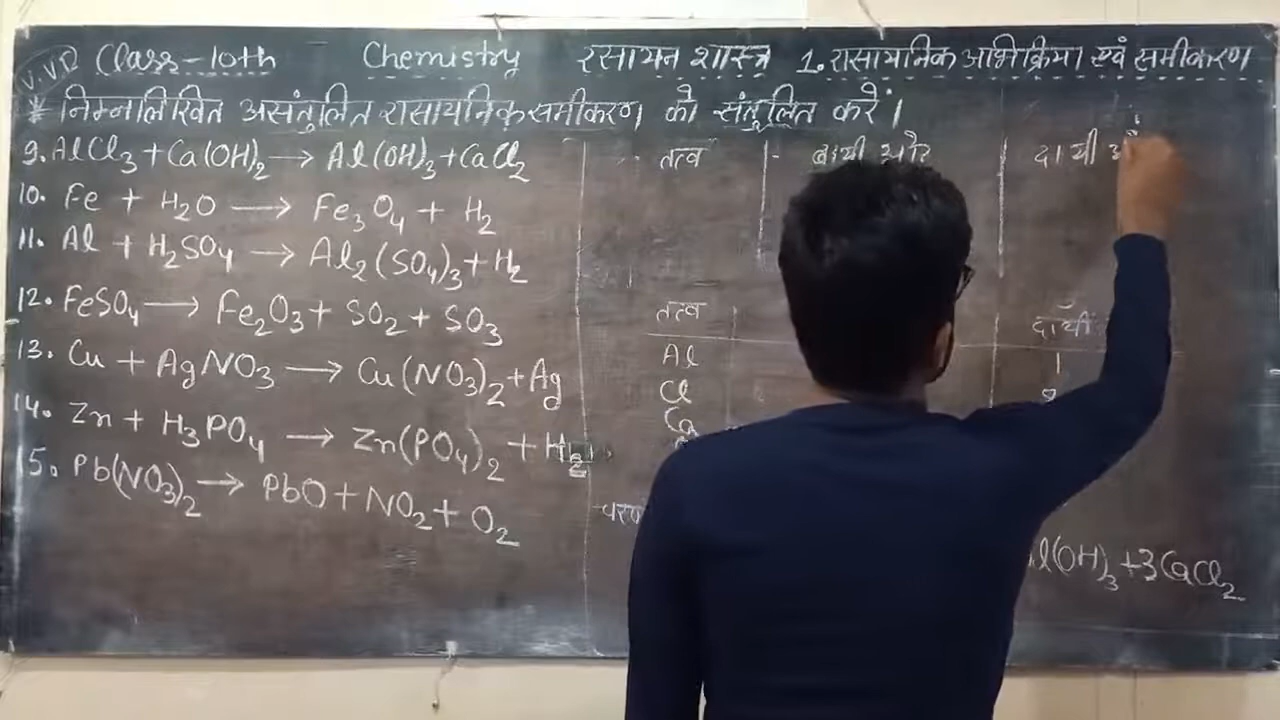 V.V.D Class-10th Chemistry रसायन शास्त्र 1. रासायनिक अभिक्रिया एवं समीकरण
* निम्नलिखित असंतुलित रासायनिक समीकरण को संतुलित करें।
9. AlCl₃ + Ca(OH)₂ → Al(OH)₃ + CaCl₂
10. Fe + H₂O → Fe₃O₄ + H₂
11. Al + H₂SO₄ → Al₂(SO₄)₃ + H₂
12. FeSO₄ → Fe₂O₃ + SO₂ + SO₃
13. Cu + AgNO₃ → Cu(NO₃)₂ + Ag
14. Zn + H₃PO₄ → Zn(PO₄)₂ + H₂
15. Pb(NO₃)₂ → PbO + NO₂ + O₂
तत्व बायी ओर दायी
तत्व दायीं
Al 1
Cl
Ca
Al(OH)₃ + 3CaCl₂